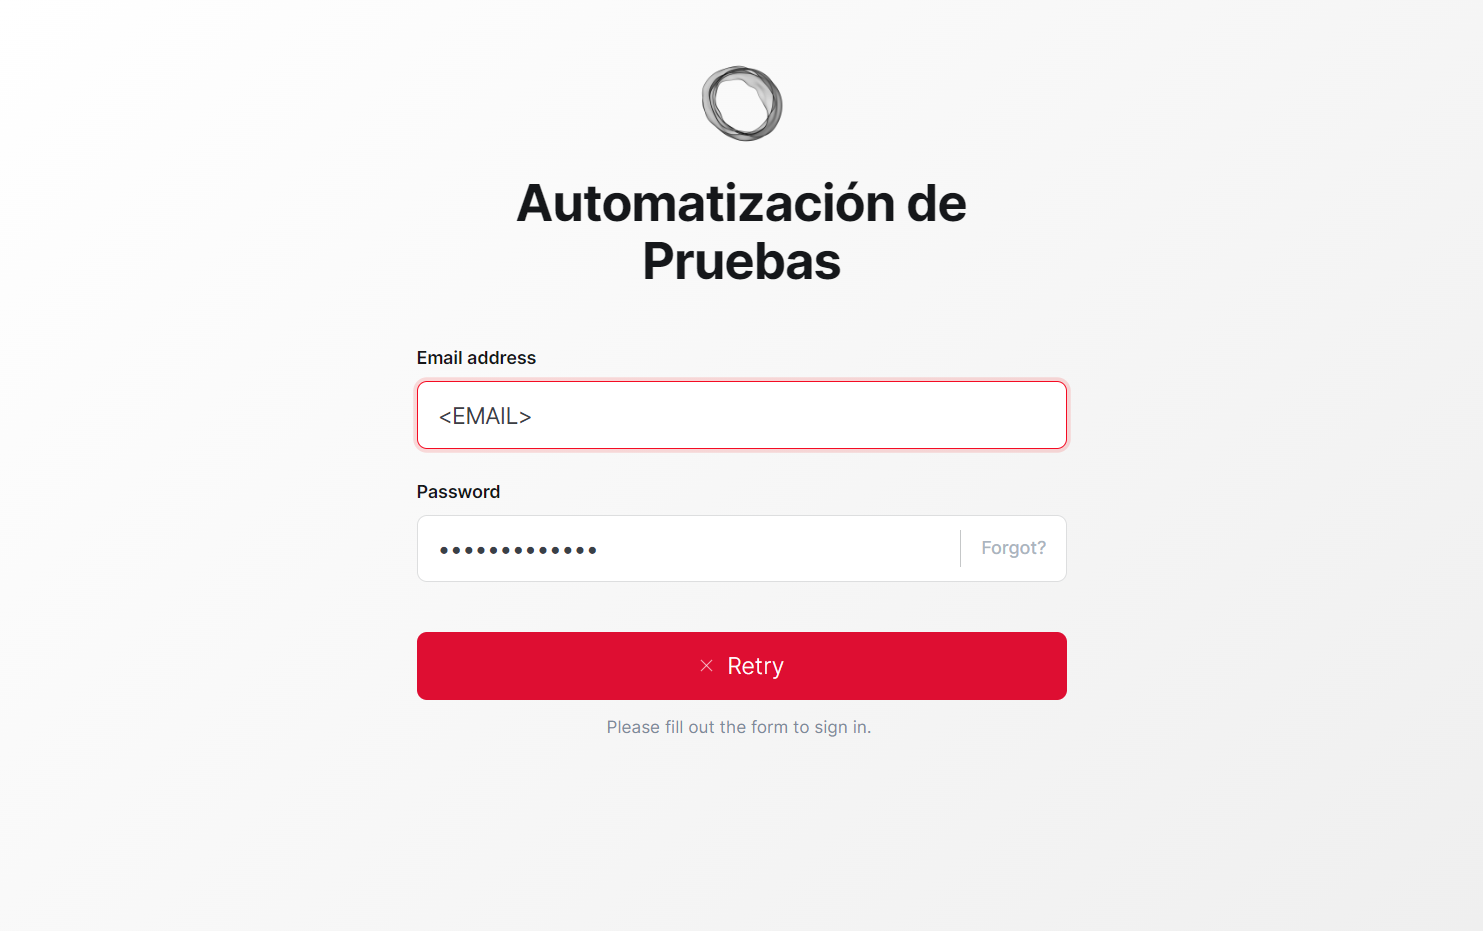 Automatización de
Pruebas
Email address
<EMAIL>
Password
•••••••••••••
Forgot?
Retry
Please fill out the form to sign in.